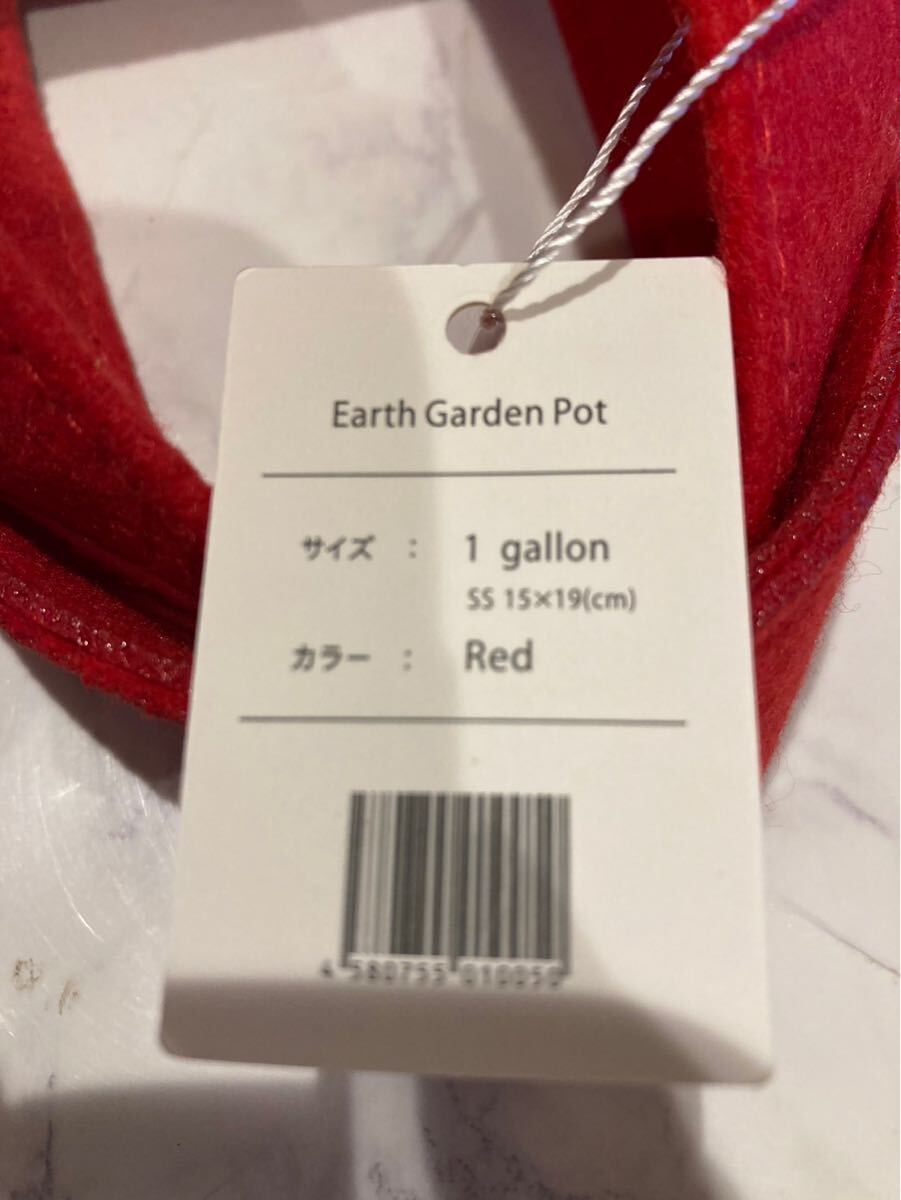 Earth Garden Pot
サイズ : 1 gallon
SS 15×19(cm)
カラー : Red
4 580755 010050